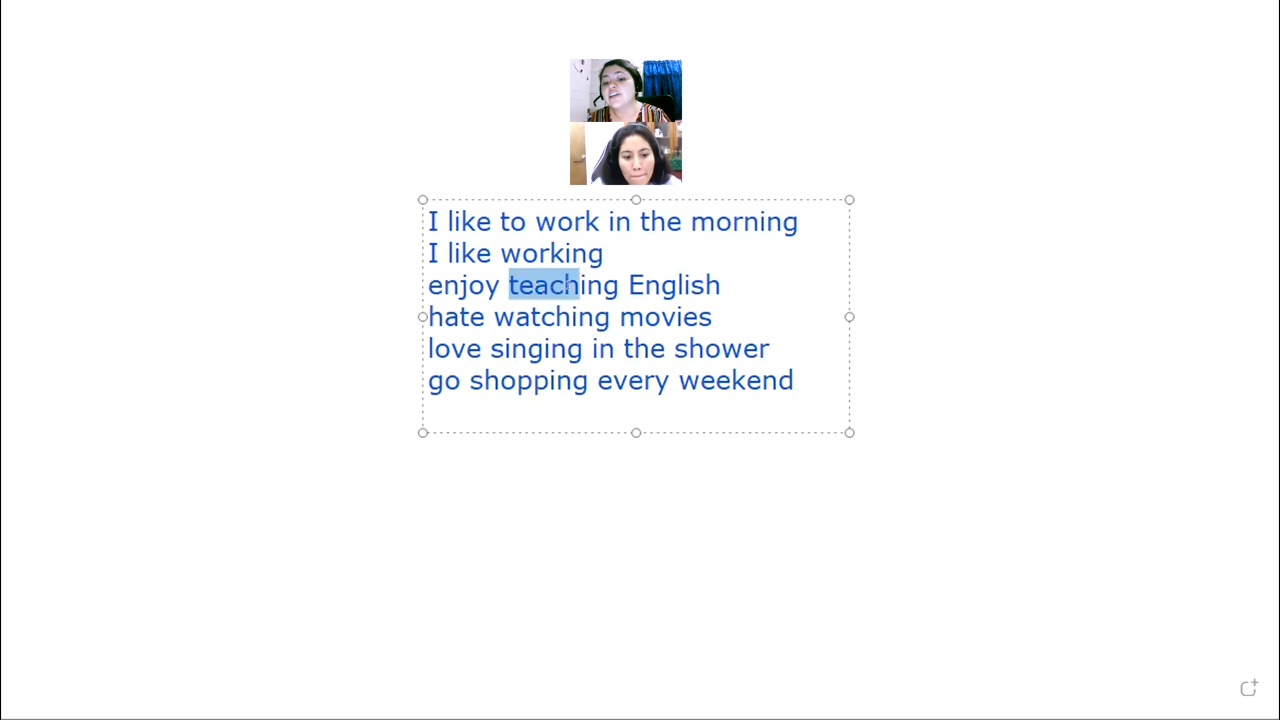 I like to work in the morning
I like working
enjoy teaching English
hate watching movies
love singing in the shower
go shopping every weekend